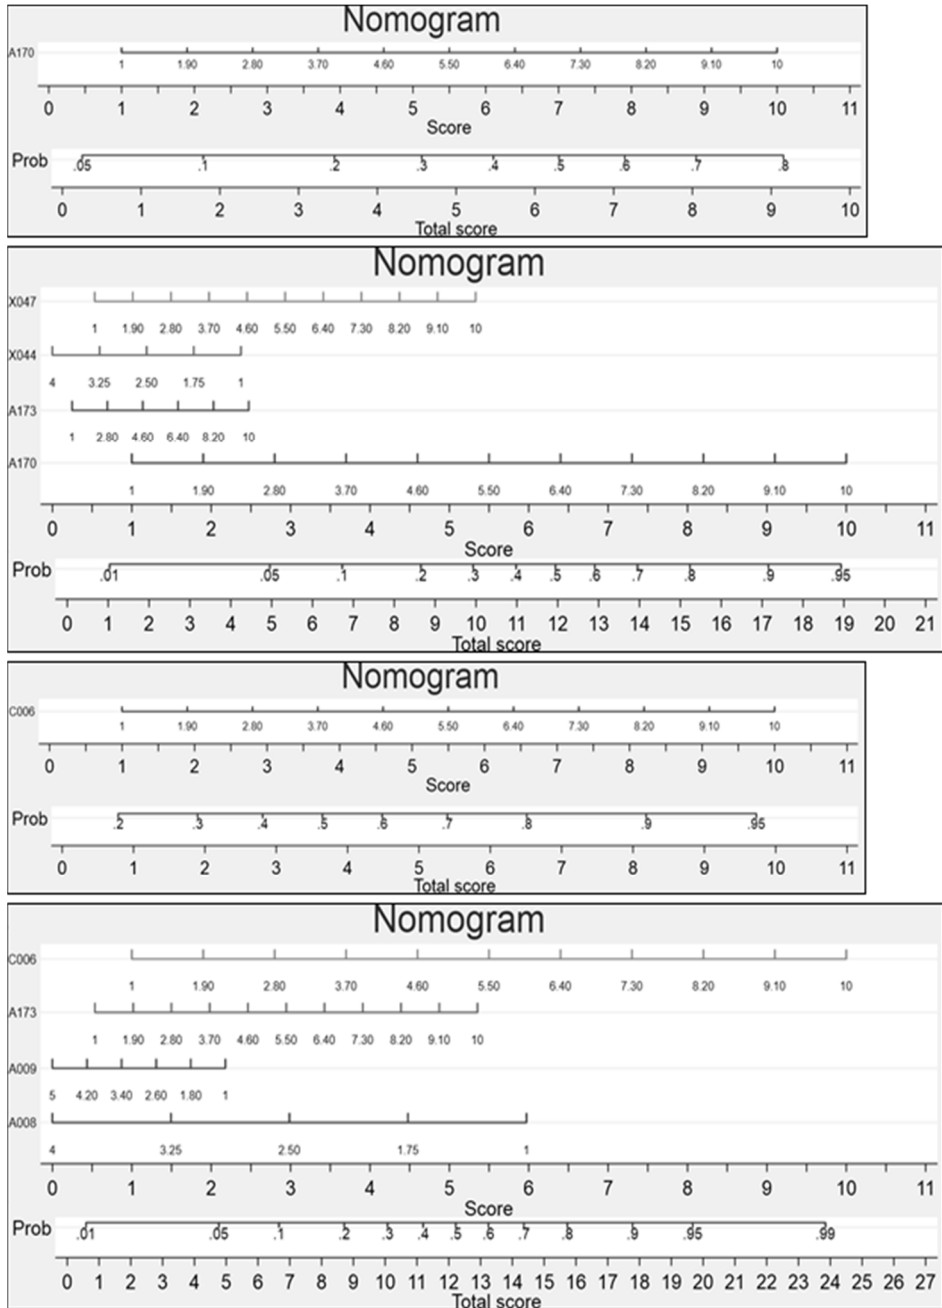 Nomogram
A170
1 1.90 2.80 3.70 4.60 5.50 6.40 7.30 8.20 9.10 10
0 1 2 3 4 5 6 7 8 9 10 11
Score
Prob .05 .1 .2 .3 .4 .5 .6 .7 .8
0 1 2 3 4 5 6 7 8 9 10
Total score
Nomogram
X047
1 1.90 2.80 3.70 4.60 5.50 6.40 7.30 8.20 9.10 10
X044
4 3.25 2.50 1.75 1
A173
1 2.80 4.60 6.40 8.20 10
A170
1 1.90 2.80 3.70 4.60 5.50 6.40 7.30 8.20 9.10 10
0 1 2 3 4 5 6 7 8 9 10 11
Score
Prob .01 .05 .1 .2 .3 .4 .5 .6 .7 .8 .9 .95
0 1 2 3 4 5 6 7 8 9 10 11 12 13 14 15 16 17 18 19 20 21
Total score
Nomogram
C006
1 1.90 2.80 3.70 4.60 5.50 6.40 7.30 8.20 9.10 10
0 1 2 3 4 5 6 7 8 9 10 11
Score
Prob .2 .3 .4 .5 .6 .7 .8 .9 .95
0 1 2 3 4 5 6 7 8 9 10 11
Total score
Nomogram
C006
1 1.90 2.80 3.70 4.60 5.50 6.40 7.30 8.20 9.10 10
A173
1 1.90 2.80 3.70 4.60 5.50 6.40 7.30 8.20 9.10 10
A009
5 4.20 3.40 2.60 1.80 1
A008
4 3.25 2.50 1.75 1
0 1 2 3 4 5 6 7 8 9 10 11
Score
Prob .01 .05 .1 .2 .3 .4 .5 .6 .7 .8 .9 .95 .99
0 1 2 3 4 5 6 7 8 9 10 11 12 13 14 15 16 17 18 19 20 21 22 23 24 25 26 27
Total score